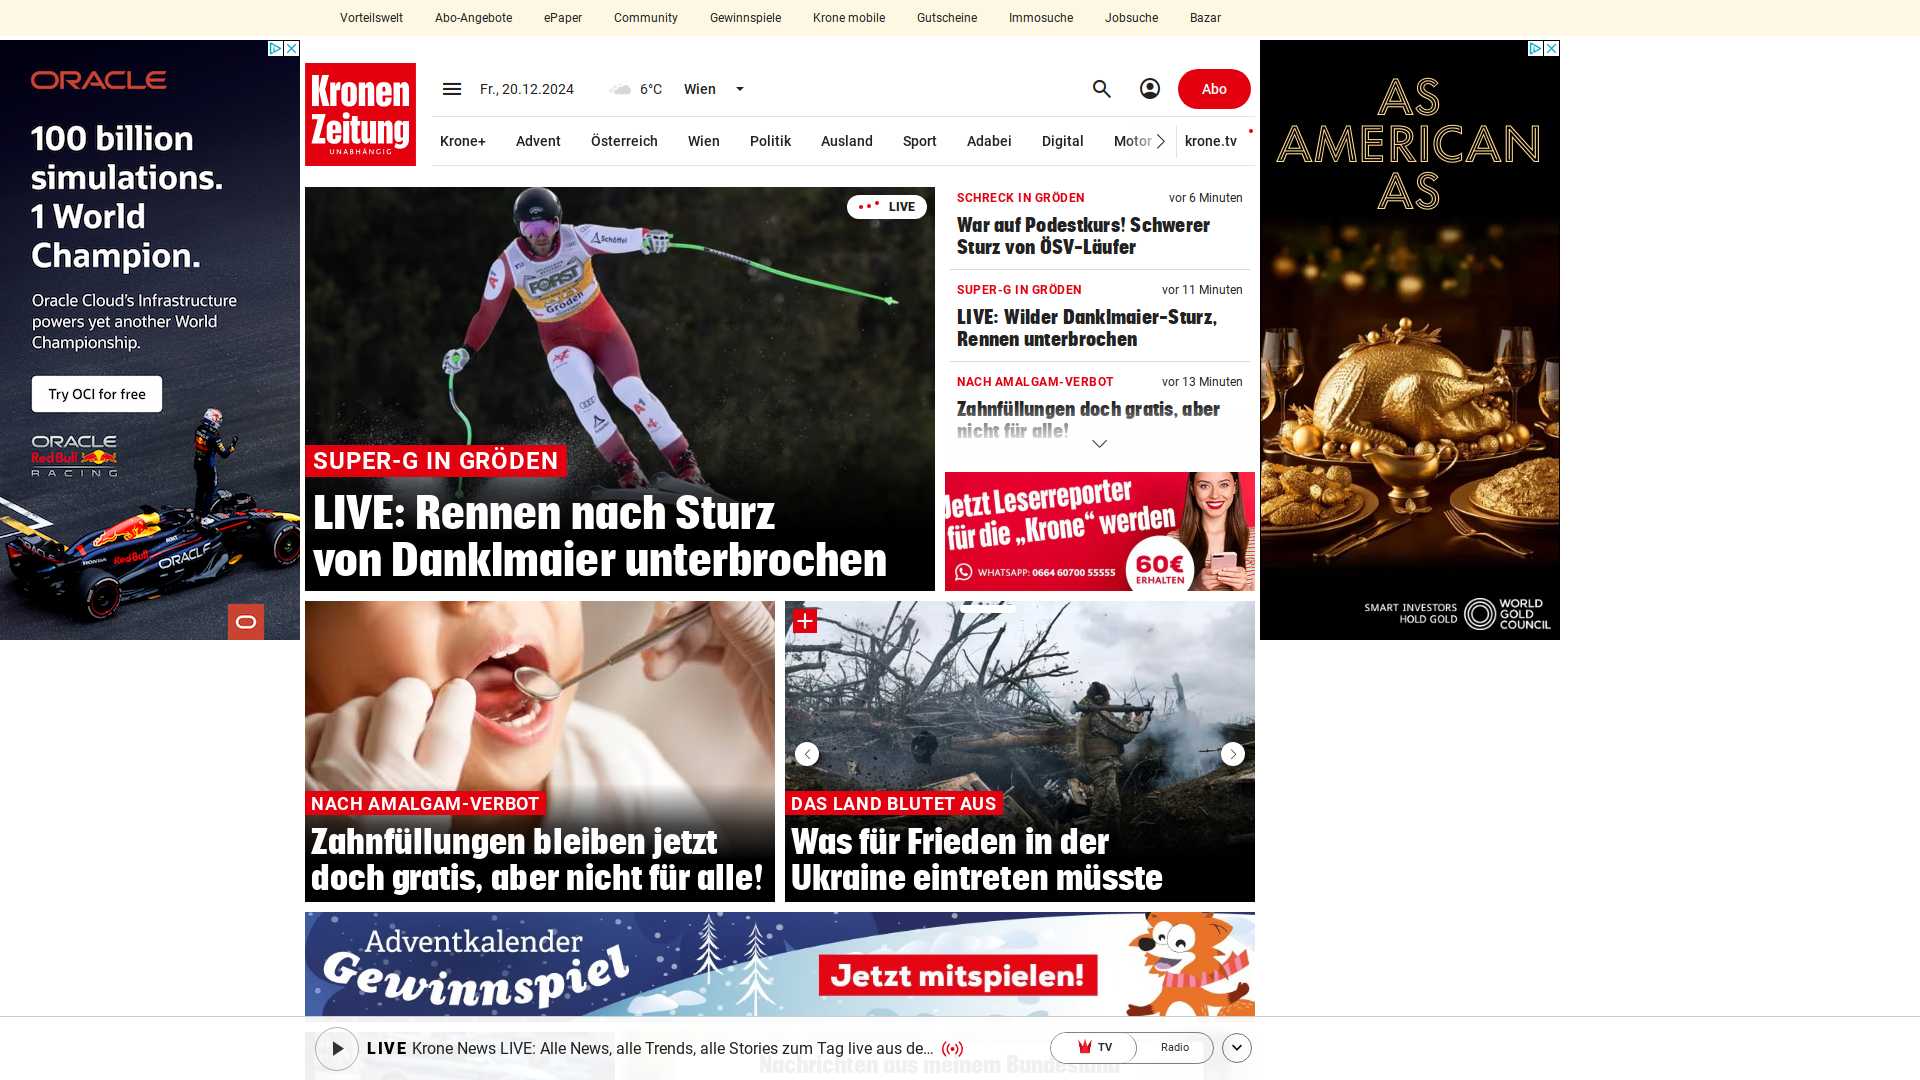 Vorteilswelt Abo-Angebote ePaper Community Gewinnspiele Krone mobile Gutscheine Immosuche Jobsuche Bazar
ORACLE
100 billion
simulations.
1 World
Champion.
Oracle Cloud's Infrastructure
powers yet another World
Championship.
Try OCI for free
ORACLE
Red Bull
RACING
Kronen
Zeitung
UNABHÄNGIG
Fr., 20.12.2024 6°C Wien
Abo
Krone+ Advent Österreich Wien Politik Ausland Sport Adabei Digital Motor krone.tv
LIVE
SUPER-G IN GRÖDEN
LIVE: Rennen nach Sturz
von Danklmaier unterbrochen
SCHRECK IN GRÖDEN vor 6 Minuten
War auf Podestkurs! Schwerer
Sturz von ÖSV-Läufer
SUPER-G IN GRÖDEN vor 11 Minuten
LIVE: Wilder Danklmaier-Sturz,
Rennen unterbrochen
NACH AMALGAM-VERBOT vor 13 Minuten
Zahnfüllungen doch gratis, aber
nicht für alle!
Jetzt Leserreporter
für die „Krone“ werden
WHATSAPP: 0664 60700 55555
60€
ERHALTEN
NACH AMALGAM-VERBOT
Zahnfüllungen bleiben jetzt
doch gratis, aber nicht für alle!
DAS LAND BLUTET AUS
Was für Frieden in der
Ukraine eintreten müsste
Adventkalender
Gewinnspiel
Jetzt mitspielen!
AS
AMERICAN
AS
SMART INVESTORS
HOLD GOLD
WORLD
GOLD
COUNCIL
LIVE Krone News LIVE: Alle News, alle Trends, alle Stories zum Tag live aus de...
TV Radio
Nachrichten aus meinem Bundesland